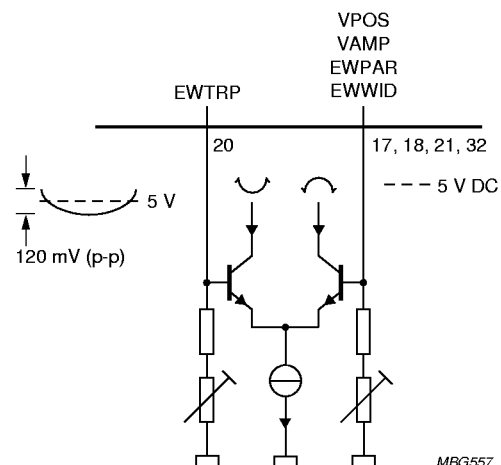 VPOS
VAMP
EWPAR
EWWID
EWTRP
20
17, 18, 21, 32
5 V
5 V DC
120 mV (p-p)
MBG557